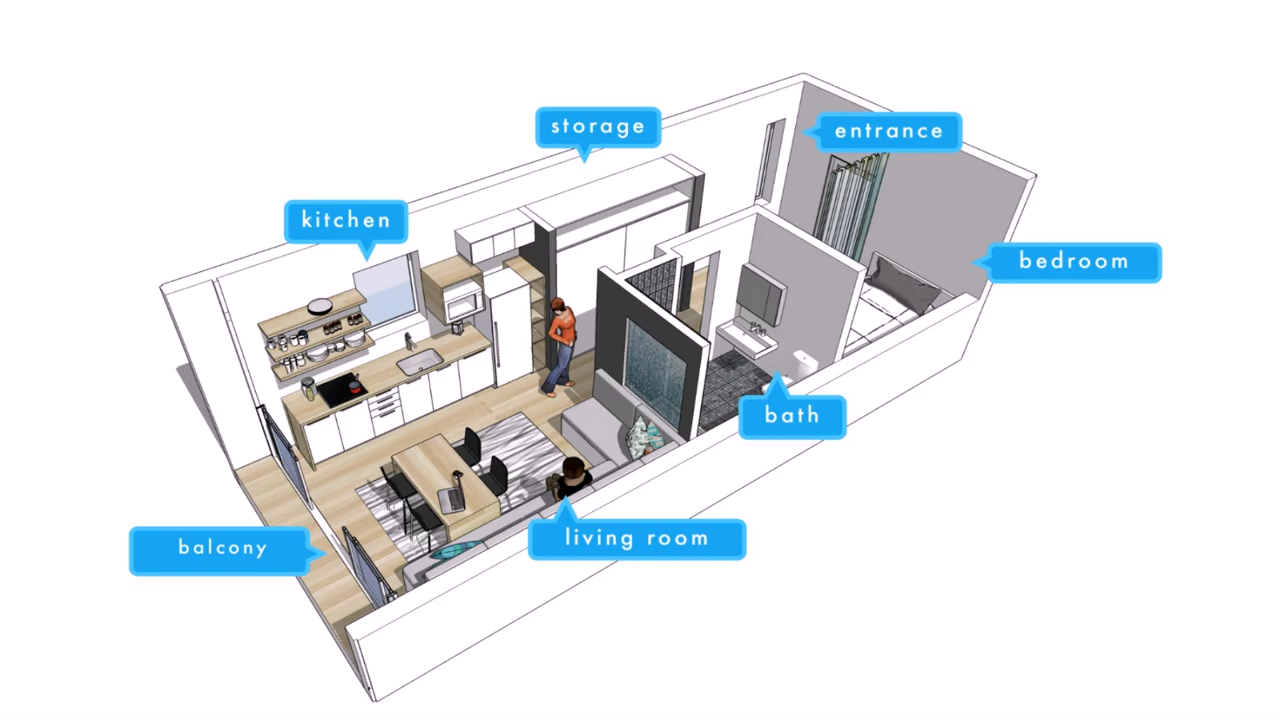 storage
entrance
kitchen
bedroom
bath
living room
balcony